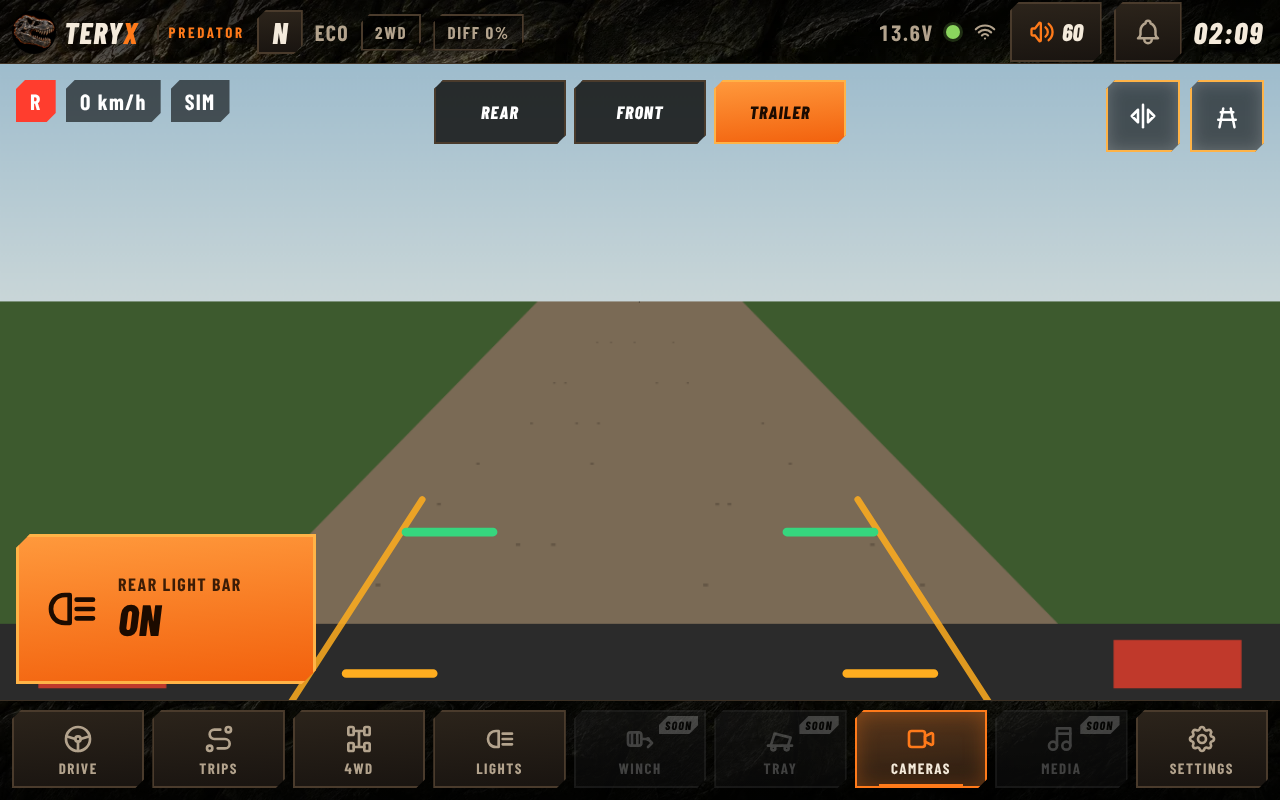 TERYX
PREDATOR
N
ECO
2WD
DIFF 0%
13.6V
60
02:09
R
0 km/h
SIM
REAR
FRONT
TRAILER
REAR LIGHT BAR
ON
DRIVE
TRIPS
4WD
LIGHTS
SOON
WINCH
SOON
TRAY
CAMERAS
SOON
MEDIA
SETTINGS